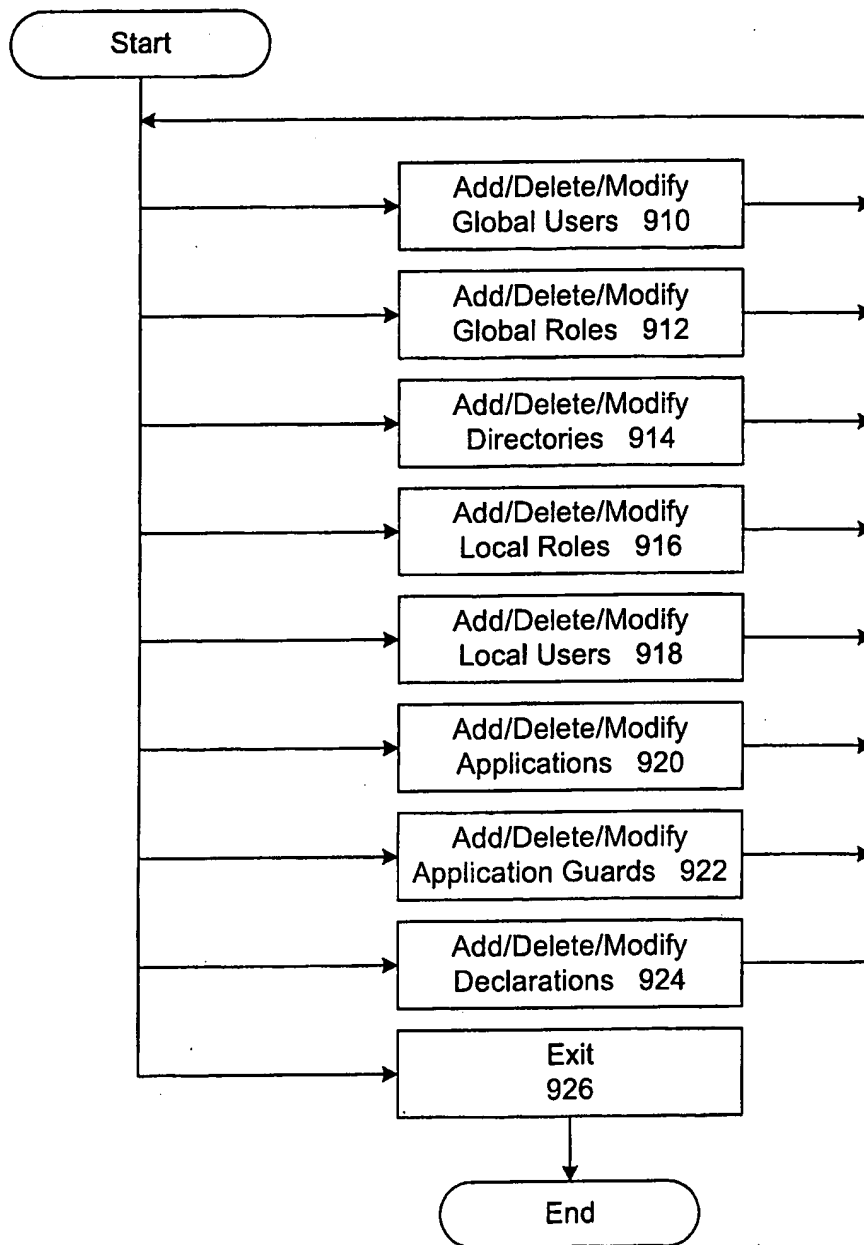 Start
Add/Delete/Modify
Global Users 910
Add/Delete/Modify
Global Roles 912
Add/Delete/Modify
Directories 914
Add/Delete/Modify
Local Roles 916
Add/Delete/Modify
Local Users 918
Add/Delete/Modify
Applications 920
Add/Delete/Modify
Application Guards 922
Add/Delete/Modify
Declarations 924
Exit
926
End